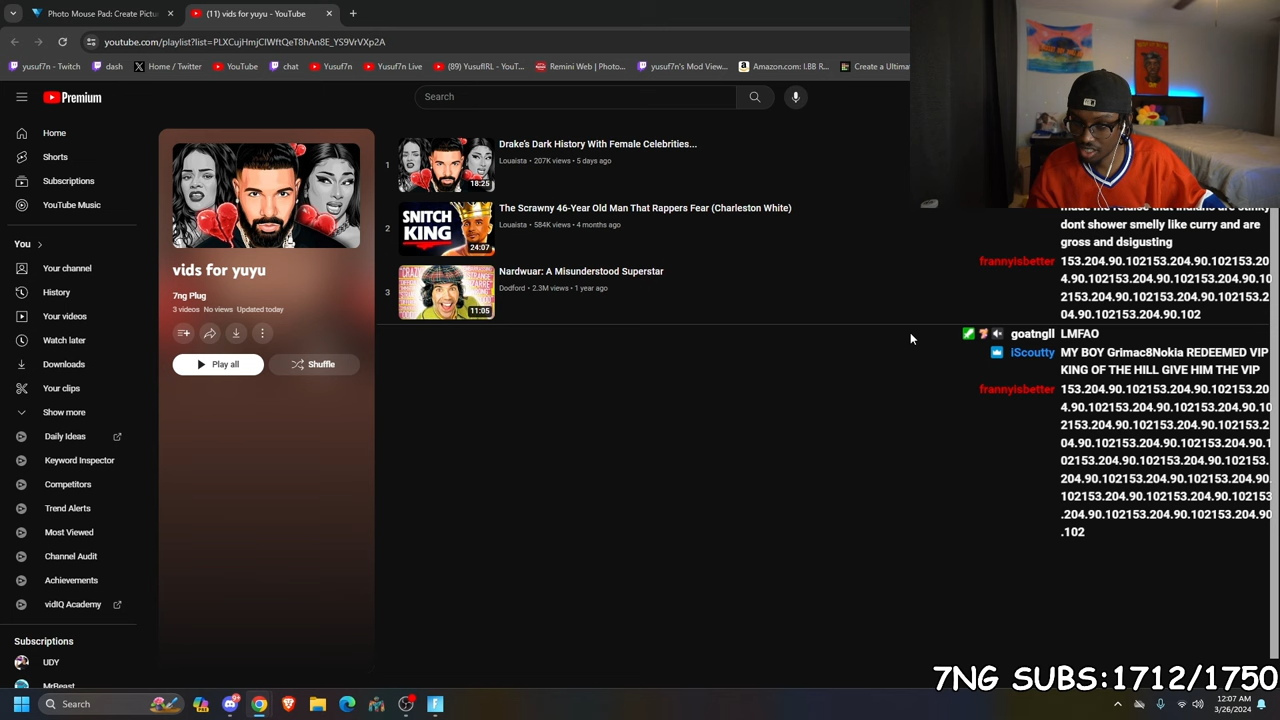 Photo Mouse Pad: Create Pictur
(11) vids for yuyu - YouTube
youtube.com/playlist?list=PLXCujHmjCIWftQeT8hAn8E_YS9VrVXp2A
yusuf7n - Twitch
dash
Home / Twitter
YouTube
chat
Yusuf7n
Yusuf7n Live
(89) YusufIRL - YouT...
Remini Web | Photo...
yusuf7n's Mod View...
Amazon.com: I.BB R...
Create a Ultima
Premium
Search
Home
Shorts
Subscriptions
YouTube Music
You
Your channel
History
Your videos
Watch later
Downloads
Your clips
Show more
Daily Ideas
Keyword Inspector
Competitors
Trend Alerts
Most Viewed
Channel Audit
Achievements
vidIQ Academy
Subscriptions
UDY
MrBeast
vids for yuyu
7ng Plug
3 videos No views Updated today
Play all
Shuffle
1
Drake's Dark History With Female Celebrities...
Louaista • 207K views • 5 days ago
18:25
2
The Scrawny 46-Year Old Man That Rappers Fear (Charleston White)
Louaista • 584K views • 4 months ago
SNITCH
KING
24:07
3
Nardwuar: A Misunderstood Superstar
Dodford • 2.3M views • 1 year ago
11:05
dont shower smelly like curry and are
gross and dsigusting
frannyisbetter 153.204.90.102153.204.90.102153.20
4.90.102153.204.90.102153.204.90.10
2153.204.90.102153.204.90.102153.2
04.90.102153.204.90.102
goatngll LMFAO
iScoutty MY BOY Grimac8Nokia REDEEMED VIP
KING OF THE HILL GIVE HIM THE VIP
frannyisbetter 153.204.90.102153.204.90.102153.20
4.90.102153.204.90.102153.204.90.10
2153.204.90.102153.204.90.102153.2
04.90.102153.204.90.102153.204.90.1
02153.204.90.102153.204.90.102153.
204.90.102153.204.90.102153.204.90.
102153.204.90.102153.204.90.102153
.204.90.102153.204.90.102153.204.90
.102
7NG SUBS:1712/1750
Search
12:07 AM
3/26/2024